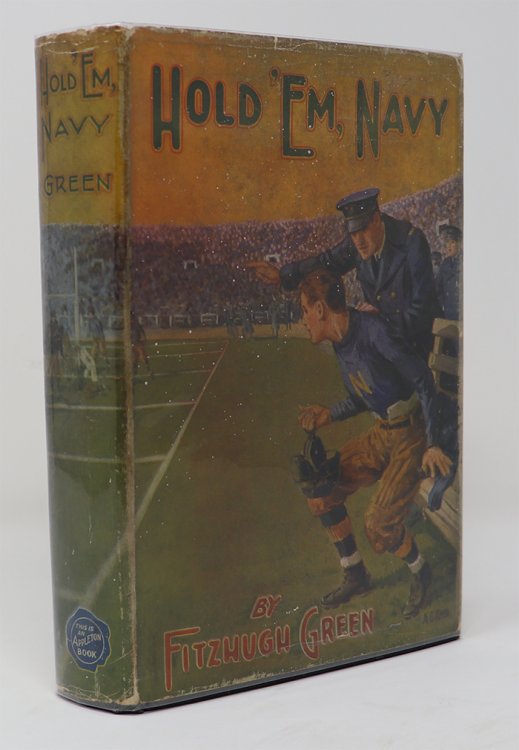 HOLD 'EM,
NAVY
GREEN
THIS IS
AN
APPLETON
BOOK
HOLD 'EM, NAVY
BY
FITZHUGH GREEN